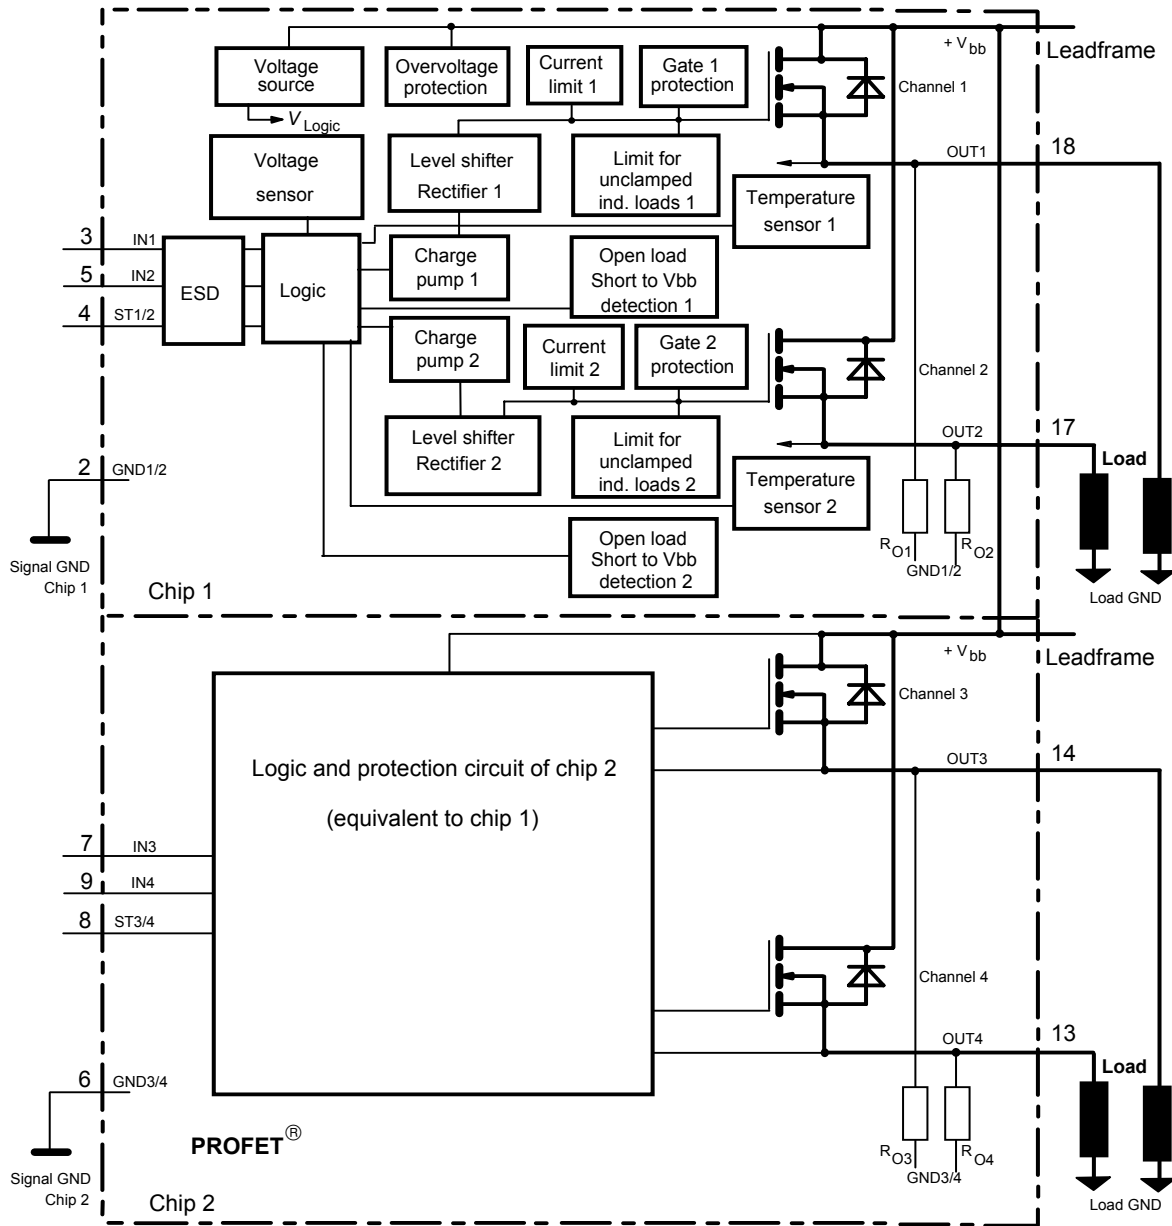 + Vbb
Leadframe
Voltage
source
Overvoltage
protection
Current
limit 1
Gate 1
protection
Channel 1
V Logic
Voltage
sensor
Level shifter
Rectifier 1
Limit for
unclamped
ind. loads 1
OUT1
18
Temperature
sensor 1
3
IN1
5
IN2
4
ST1/2
ESD
Logic
Charge
pump 1
Open load
Short to Vbb
detection 1
Charge
pump 2
Current
limit 2
Gate 2
protection
Channel 2
Level shifter
Rectifier 2
Limit for
unclamped
ind. loads 2
OUT2
17
Load
2
GND1/2
Temperature
sensor 2
Signal GND
Chip 1
Open load
Short to Vbb
detection 2
RO1
RO2
GND1/2
Load GND
Chip 1
+ Vbb
Leadframe
Channel 3
Logic and protection circuit of chip 2
(equivalent to chip 1)
OUT3
14
7
IN3
9
IN4
8
ST3/4
Channel 4
OUT4
13
Load
6
GND3/4
PROFET®
Signal GND
Chip 2
RO3
RO4
GND3/4
Load GND
Chip 2